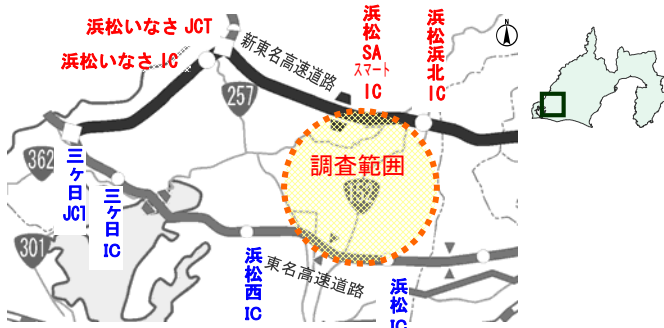 浜松いなさJCT
浜松いなさIC
新東名高速道路
浜松SAスマートIC
浜松浜北IC
N
257
調査範囲
362
三ヶ日JCT
三ヶ日IC
301
浜松西IC
東名高速道路
浜松IC